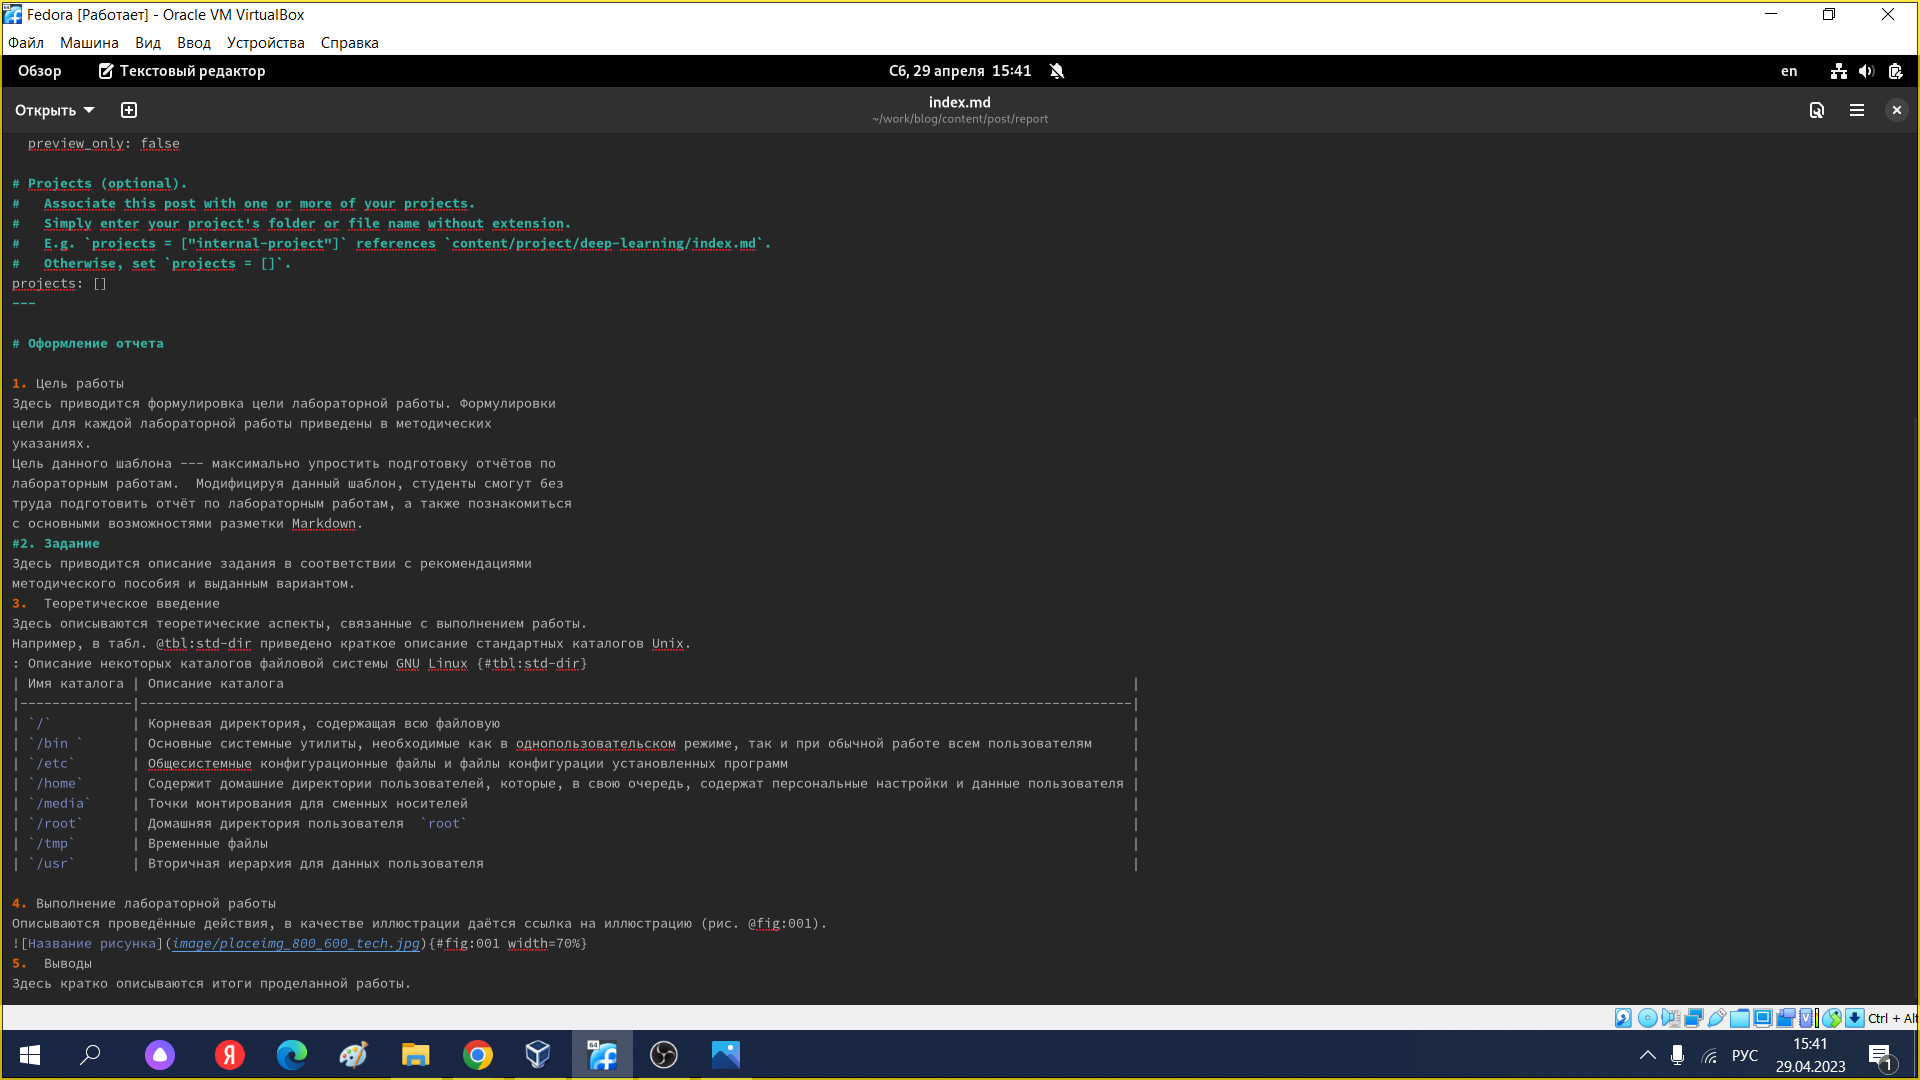 Fedora [Работает] - Oracle VM VirtualBox
Файл Машина Вид Ввод Устройства Справка
Обзор Текстовый редактор Сб, 29 апреля 15:41 en
Открыть index.md
~/work/blog/content/post/report
preview_only: false
# Projects (optional).
#   Associate this post with one or more of your projects.
#   Simply enter your project's folder or file name without extension.
#   E.g. `projects = ["internal-project"]` references `content/project/deep-learning/index.md`.
#   Otherwise, set `projects = []`.
projects: []
---
# Оформление отчета
1. Цель работы
Здесь приводится формулировка цели лабораторной работы. Формулировки
цели для каждой лабораторной работы приведены в методических
указаниях.
Цель данного шаблона --- максимально упростить подготовку отчётов по
лабораторным работам.  Модифицируя данный шаблон, студенты смогут без
труда подготовить отчёт по лабораторным работам, а также познакомиться
с основными возможностями разметки Markdown.
#2. Задание
Здесь приводится описание задания в соответствии с рекомендациями
методического пособия и выданным вариантом.
3.  Теоретическое введение
Здесь описываются теоретические аспекты, связанные с выполнением работы.
Например, в табл. @tbl:std-dir приведено краткое описание стандартных каталогов Unix.
: Описание некоторых каталогов файловой системы GNU Linux {#tbl:std-dir}
| Имя каталога | Описание каталога |
|--------------|----------------------------------------------------------------------------------------------------------------------------|
| `/` | Корневая директория, содержащая всю файловую |
| `/bin ` | Основные системные утилиты, необходимые как в однопользовательском режиме, так и при обычной работе всем пользователям |
| `/etc` | Общесистемные конфигурационные файлы и файлы конфигурации установленных программ |
| `/home` | Содержит домашние директории пользователей, которые, в свою очередь, содержат персональные настройки и данные пользователя |
| `/media` | Точки монтирования для сменных носителей |
| `/root` | Домашняя директория пользователя  `root` |
| `/tmp` | Временные файлы |
| `/usr` | Вторичная иерархия для данных пользователя |
4. Выполнение лабораторной работы
Описываются проведённые действия, в качестве иллюстрации даётся ссылка на иллюстрацию (рис. @fig:001).
![Название рисунка](image/placeimg_800_600_tech.jpg){#fig:001 width=70%}
5.  Выводы
Здесь кратко описываются итоги проделанной работы.
Ctrl + Alt
РУС 15:41
29.04.2023
1